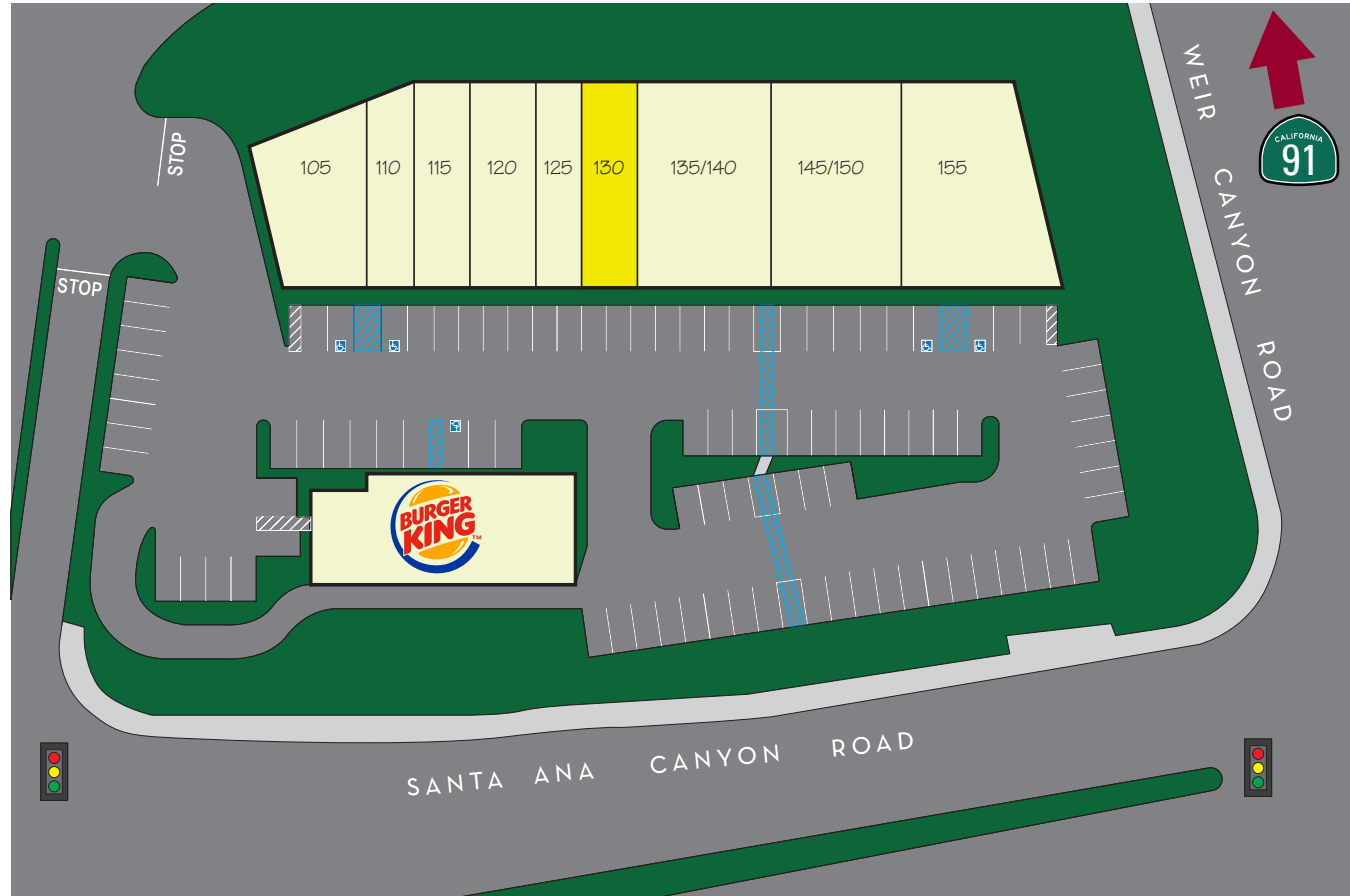 WEIR CANYON ROAD
CALIFORNIA
91
STOP
105
110
115
120
125
130
135/140
145/150
155
STOP
BURGER
KING™
SANTA ANA CANYON ROAD